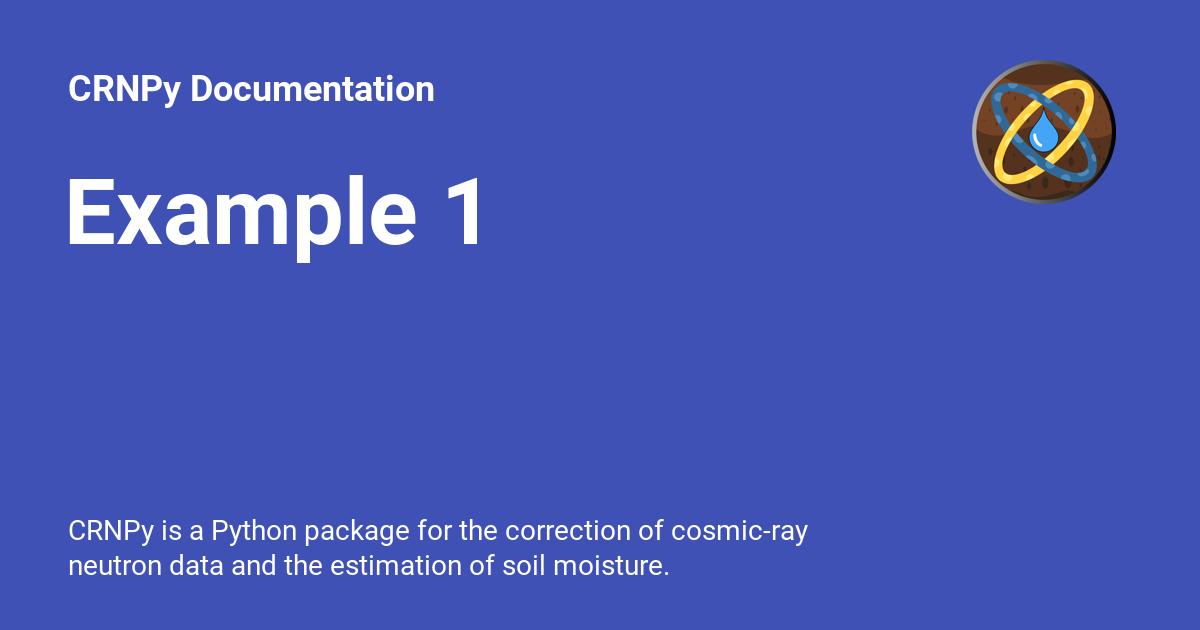 CRNPy Documentation
Example 1
CRNPy is a Python package for the correction of cosmic-ray
neutron data and the estimation of soil moisture.